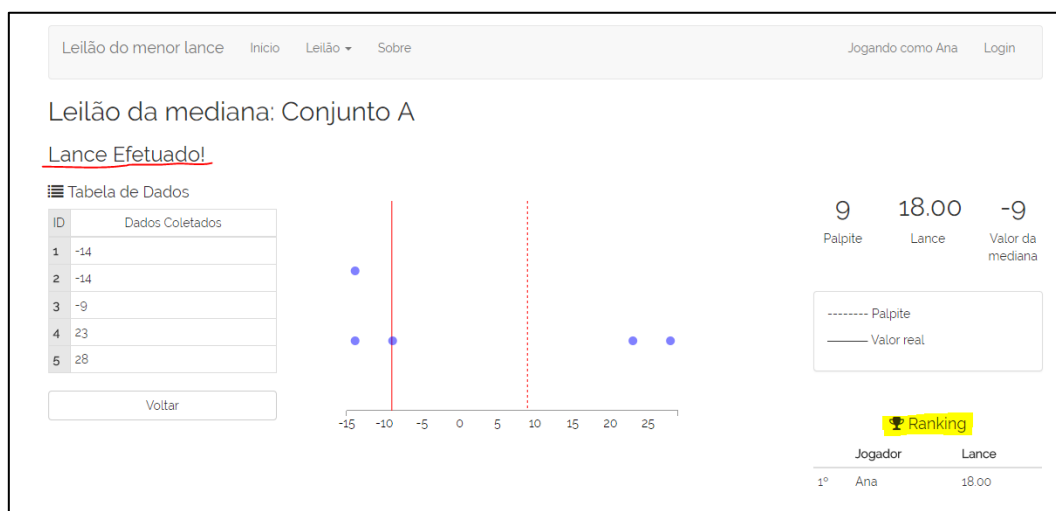 Leilão do menor lance Inicio Leilão Sobre Jogando como Ana Login
Leilão da mediana: Conjunto A
Lance Efetuado!
Tabela de Dados
ID Dados Coletados
1 -14
2 -14
3 -9
4 23
5 28
Voltar
-15 -10 -5 0 5 10 15 20 25
9 18.00 -9
Palpite Lance Valor da
mediana
-------- Palpite
Valor real
Ranking
Jogador Lance
1º Ana 18.00